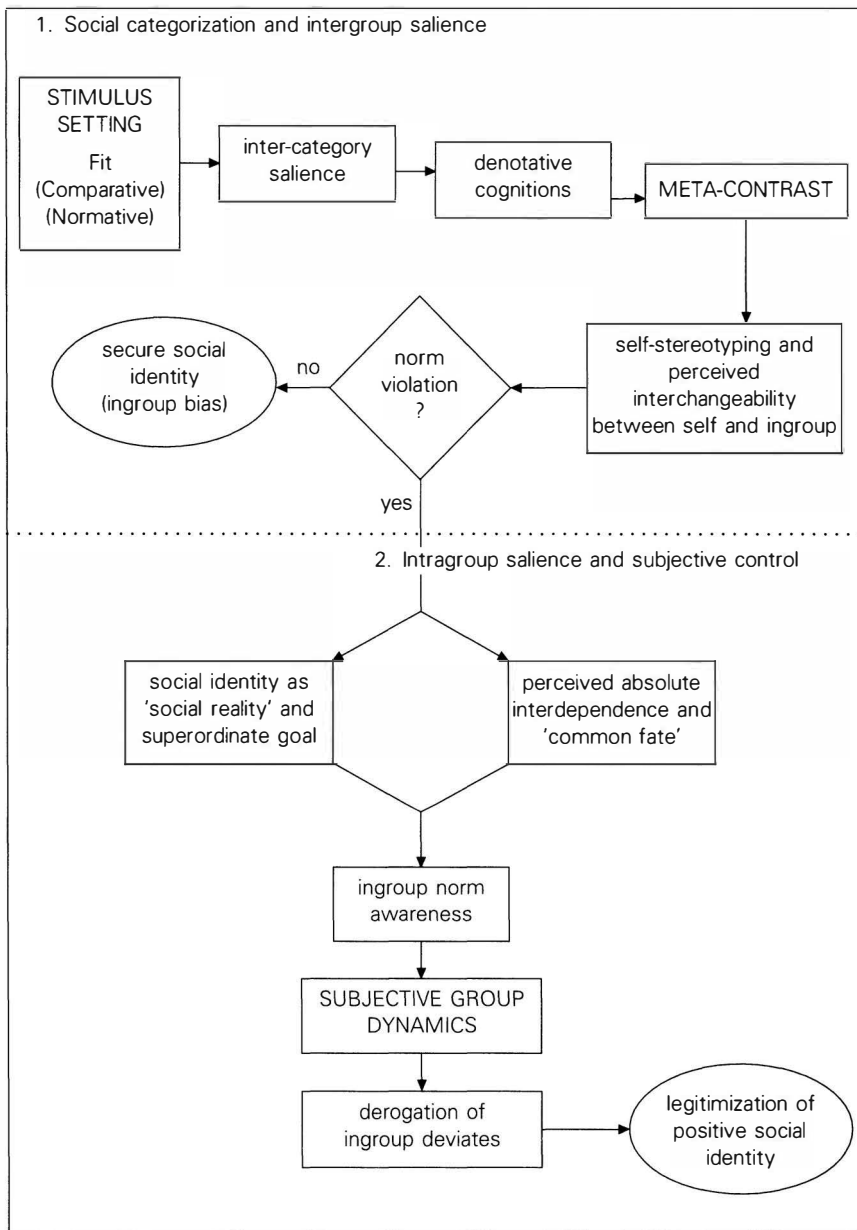 1. Social categorization and intergroup salience
STIMULUS
SETTING
Fit
(Comparative)
(Normative)
inter-category
salience
denotative
cognitions
META-CONTRAST
self-stereotyping and
perceived
interchangeability
between self and ingroup
norm
violation
?
no
secure social
identity
(ingroup bias)
yes
2. Intragroup salience and subjective control
social identity as
'social reality' and
superordinate goal
perceived absolute
interdependence and
'common fate'
ingroup norm
awareness
SUBJECTIVE GROUP
DYNAMICS
derogation of
ingroup deviates
legitimization of
positive social
identity